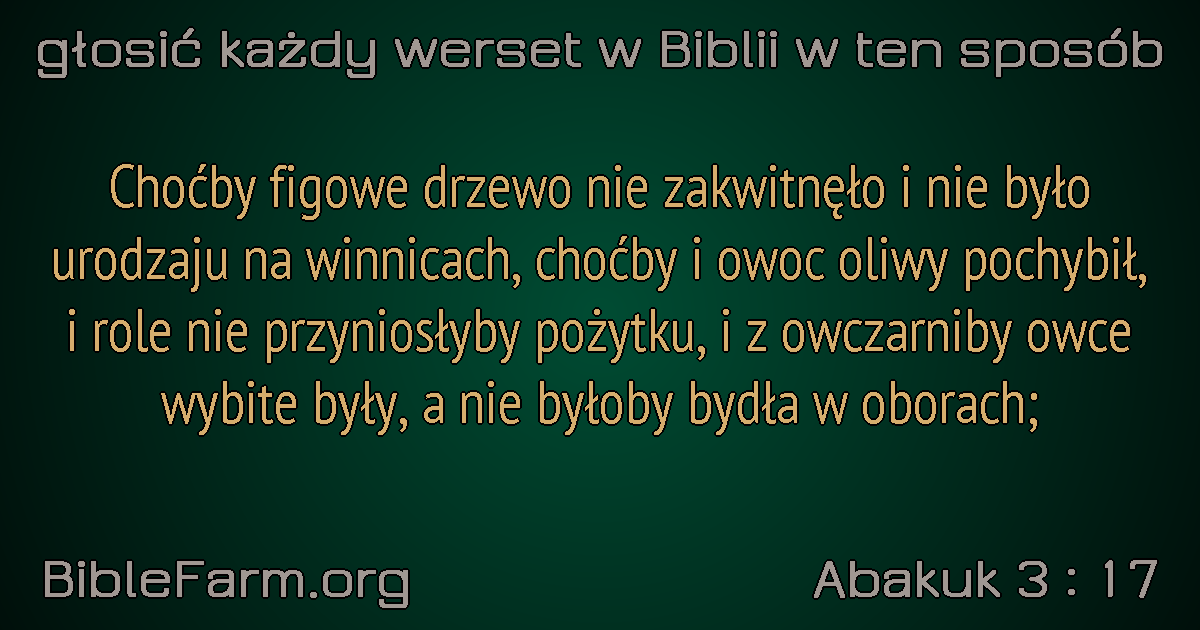 głosić każdy werset w Biblii w ten sposób
Choćby figowe drzewo nie zakwitnęło i nie było
urodzaju na winnicach, choćby i owoc oliwy pochybił,
i role nie przyniosłyby pożytku, i z owczarniby owce
wybite były, a nie byłoby bydła w oborach;
BibleFarm.org
Abakuk 3 : 17